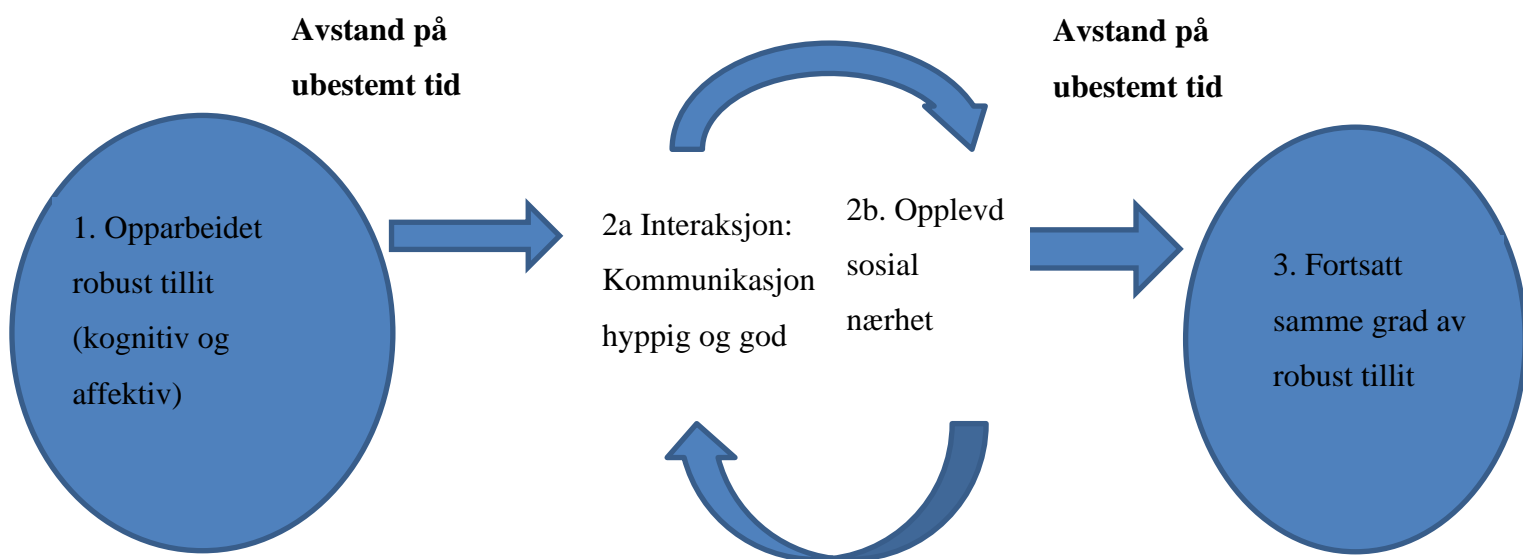 Avstand på
ubestemt tid
Avstand på
ubestemt tid
1. Opparbeidet
robust tillit
(kognitiv og
affektiv)
2a Interaksjon:
Kommunikasjon
hyppig og god
2b. Opplevd
sosial
nærhet
3. Fortsatt
samme grad av
robust tillit